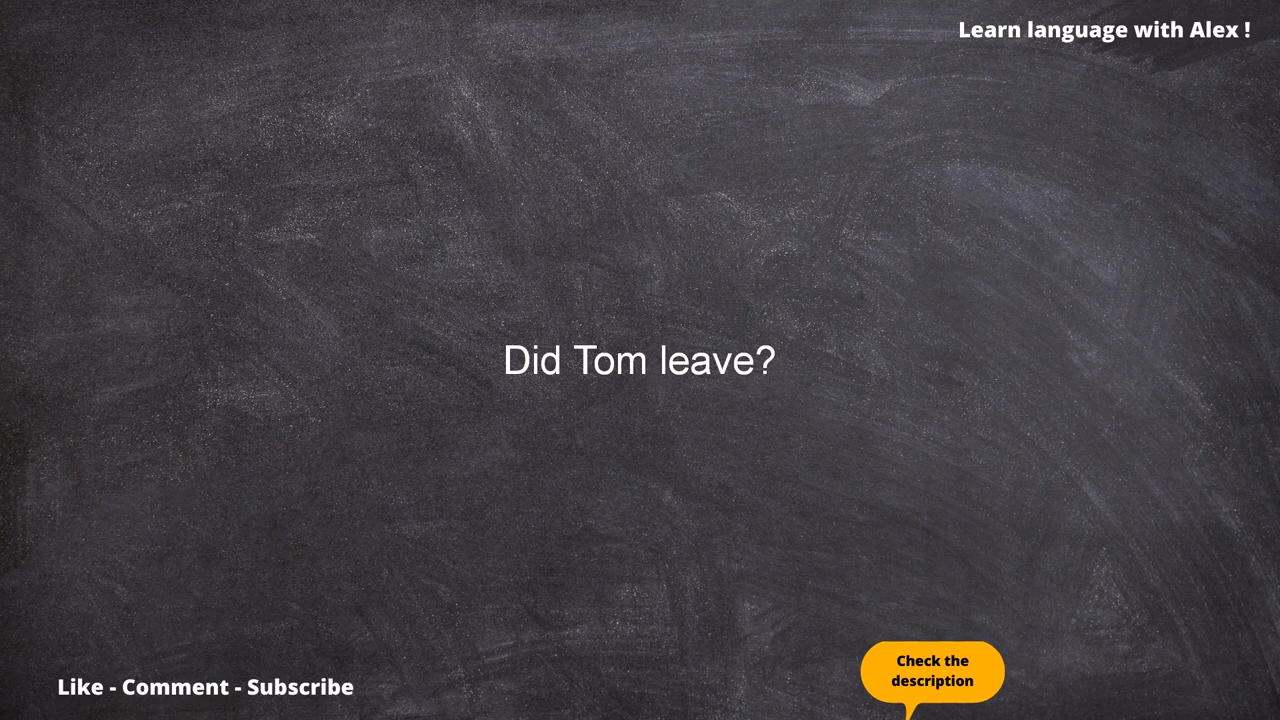 Learn language with Alex !
Did Tom leave?
Like - Comment - Subscribe
Check the
description